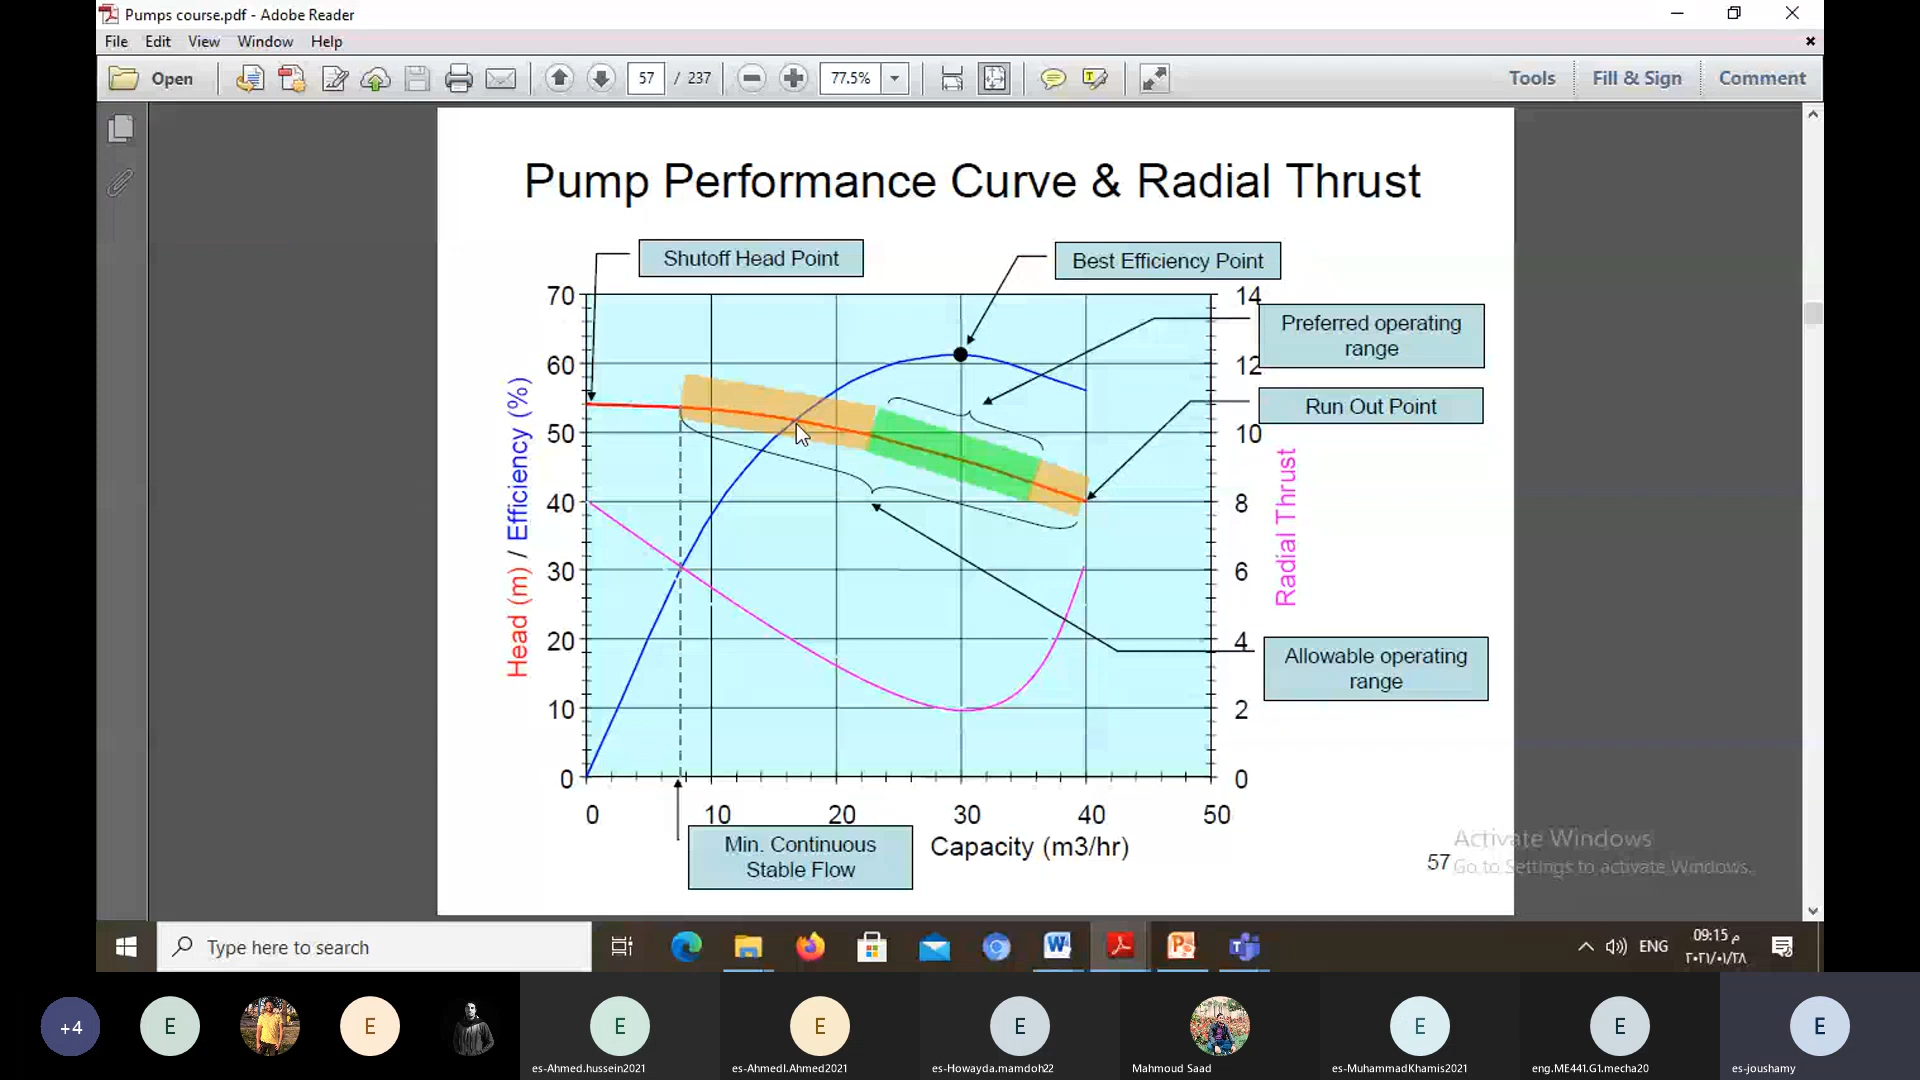 Pumps course.pdf - Adobe Reader
File Edit View Window Help
Open 57 / 237 77.5% Tools Fill & Sign Comment
Pump Performance Curve & Radial Thrust
Shutoff Head Point
Best Efficiency Point
Preferred operating
range
Run Out Point
Allowable operating
range
Min. Continuous
Stable Flow
Head (m) / Efficiency (%)
70
60
50
40
30
20
10
0
14
12
10
8
6
4
2
0
Radial Thrust
0 10 20 30 40 50
Capacity (m3/hr)
57
Activate Windows
Go to Settings to activate Windows.
Type here to search
ENG
09:15 م
٢٠٢١/٠١/٢٨
+4 E E E E E E E E E
es-Ahmed.hussein2021
es-AhmedI.Ahmed2021
es-Howayda.mamdoh22
Mahmoud Saad
es-MuhammadKhamis2021
eng.ME441.G1.mecha20
es-joushamy